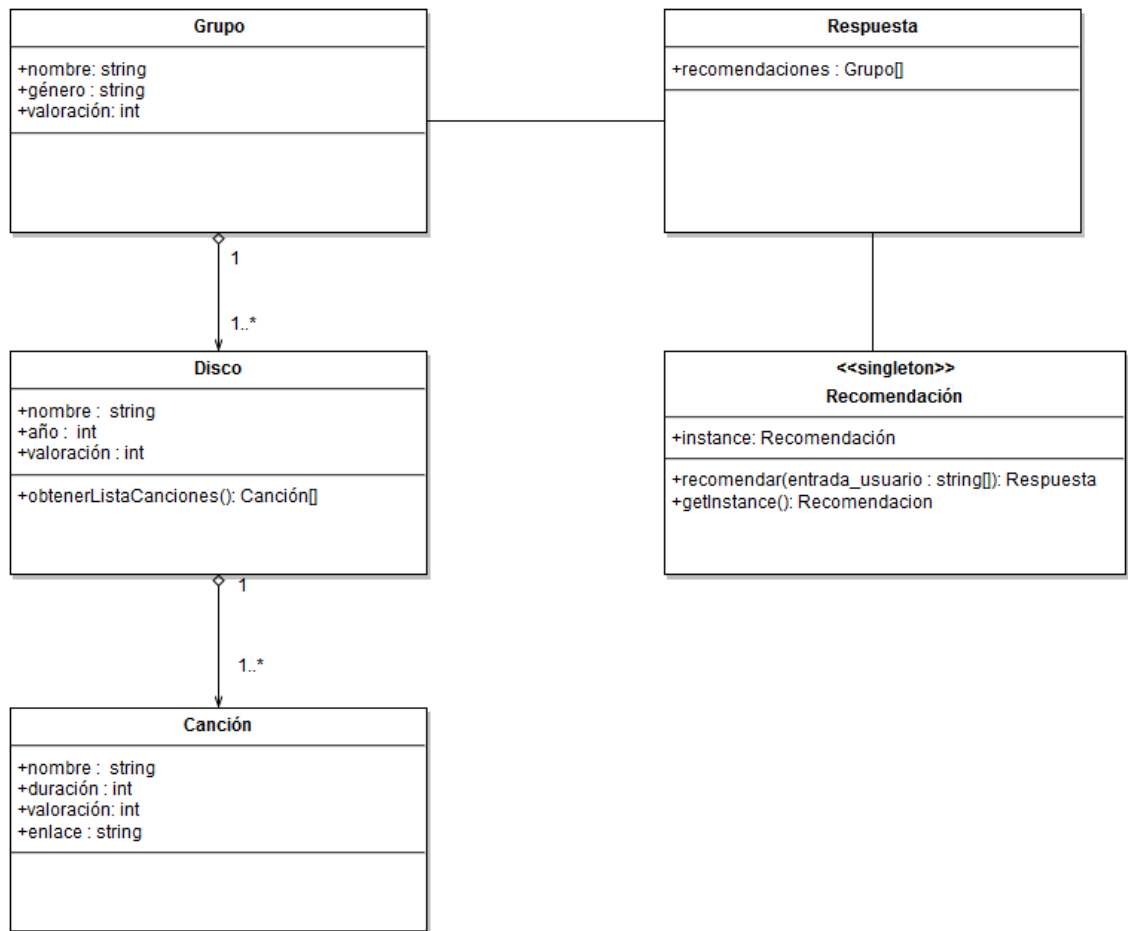 Grupo
+nombre: string
+género : string
+valoración: int
1
1..*
Disco
+nombre : string
+año : int
+valoración : int
+obtenerListaCanciones(): Canción[]
1
1..*
Canción
+nombre : string
+duración : int
+valoración: int
+enlace : string
Respuesta
+recomendaciones : Grupo[]
<<singleton>>
Recomendación
+instance: Recomendación
+recomendar(entrada_usuario : string[]): Respuesta
+getInstance(): Recomendacion